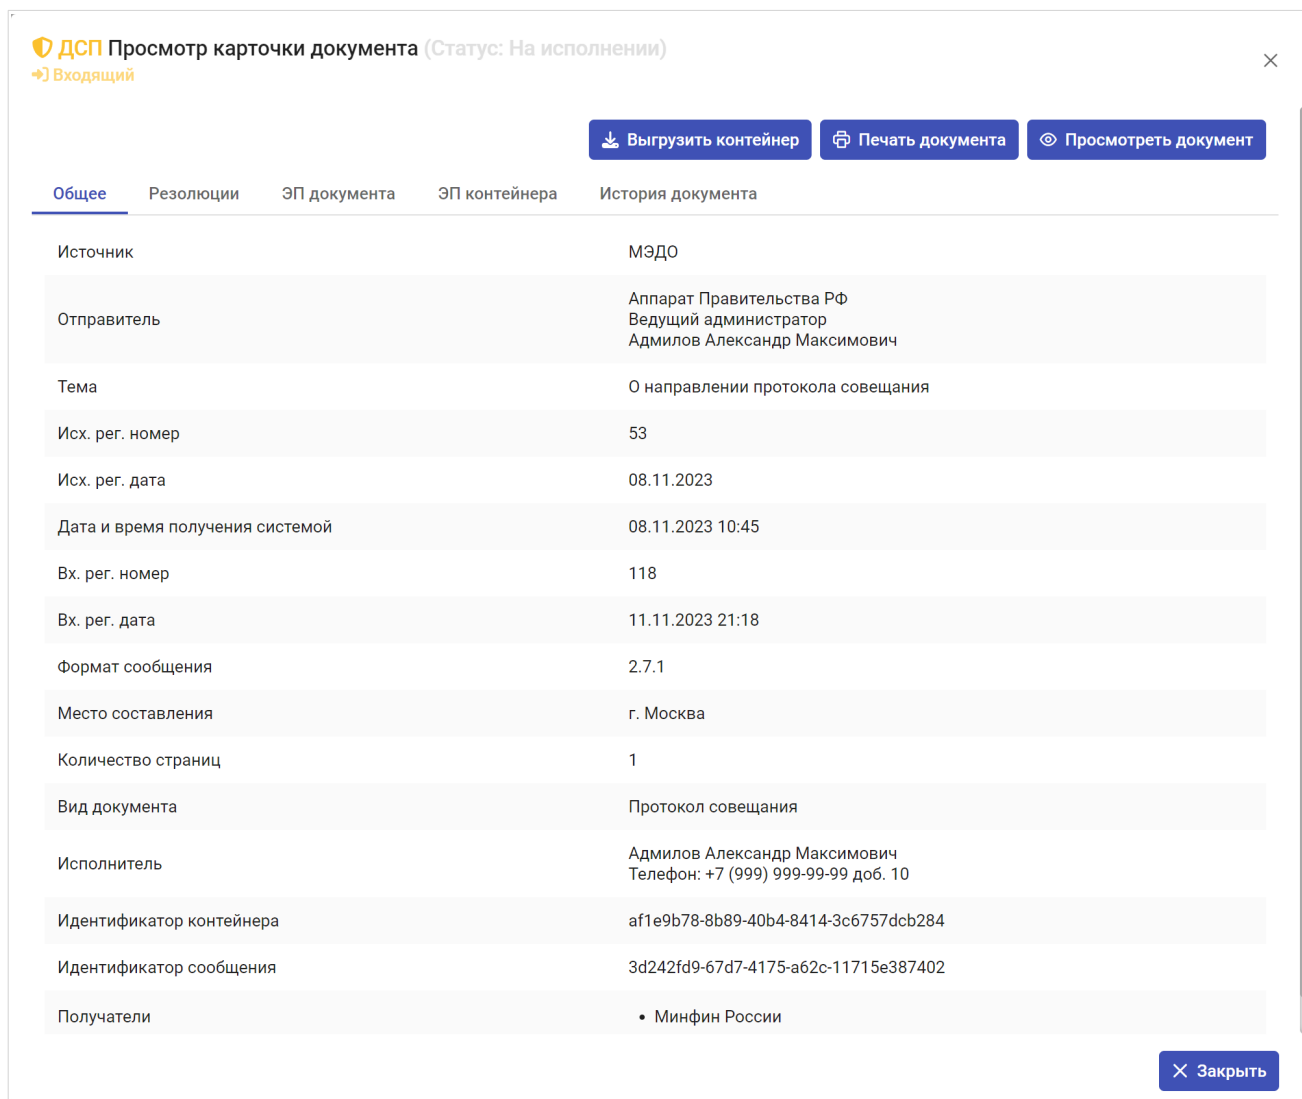 ДСП Просмотр карточки документа (Статус: На исполнении)
Входящий
Выгрузить контейнер Печать документа Просмотреть документ
Общее Резолюции ЭП документа ЭП контейнера История документа
Источник МЭДО
Отправитель
Аппарат Правительства РФ
Ведущий администратор
Адмилов Александр Максимович
Тема О направлении протокола совещания
Исх. рег. номер 53
Исх. рег. дата 08.11.2023
Дата и время получения системой 08.11.2023 10:45
Вх. рег. номер 118
Вх. рег. дата 11.11.2023 21:18
Формат сообщения 2.7.1
Место составления г. Москва
Количество страниц 1
Вид документа Протокол совещания
Исполнитель
Адмилов Александр Максимович
Телефон: +7 (999) 999-99-99 доб. 10
Идентификатор контейнера af1e9b78-8b89-40b4-8414-3c6757dcb284
Идентификатор сообщения 3d242fd9-67d7-4175-a62c-11715e387402
Получатели • Минфин России
Закрыть